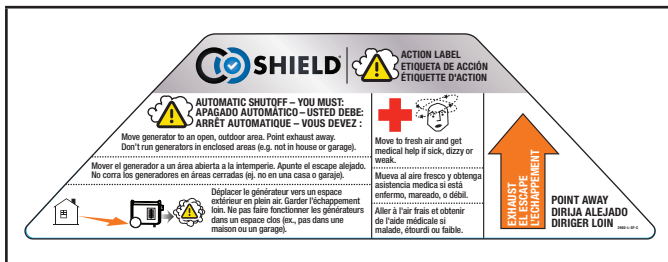 CO SHIELD®
ACTION LABEL
ETIQUETA DE ACCIÓN
ÉTIQUETTE D'ACTION
AUTOMATIC SHUTOFF – YOU MUST:
APAGADO AUTOMÁTICO – USTED DEBE:
ARRÊT AUTOMATIQUE – VOUS DEVEZ :
Move generator to an open, outdoor area. Point exhaust away.
Don't run generators in enclosed areas (e.g. not in house or garage).
Mover el generador a un área abierta a la intemperie. Apunte el escape alejado.
No corra los generadores en áreas cerradas (ej. no en una casa o garaje).
Déplacer le générateur vers un espace
extérieur en plein air. Garder l'échappement
loin. Ne pas faire fonctionner les générateurs
dans un espace clos (ex., pas dans une
maison ou un garage).
Move to fresh air and get
medical help if sick, dizzy or
weak.
Mueva al aire fresco y obtenga
asistencia medica si está
enfermo, mareado, o débil.
Aller à l'air frais et obtenir
de l'aide médicale si
malade, étourdi ou faible.
EXHAUST
EL ESCAPE
L'ECHAPPEMENT
POINT AWAY
DIRIJA ALEJADO
DIRIGER LOIN